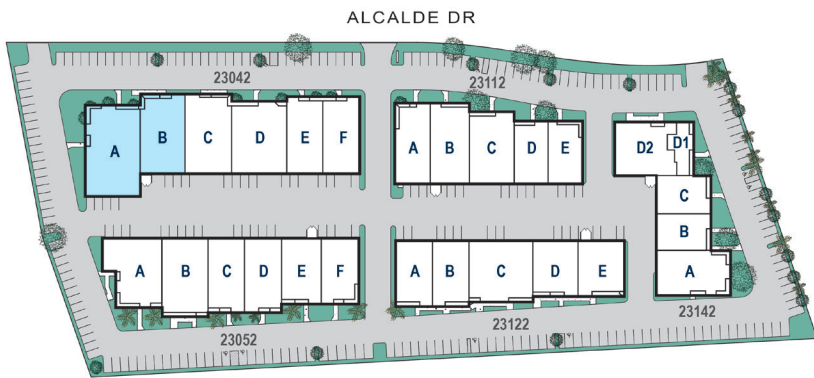 ALCALDE DR
23042
23112
A B C D E F
A B C D E
D2 D1
C
B
A
A B C D E F
A B C D E
23052
23122
23142